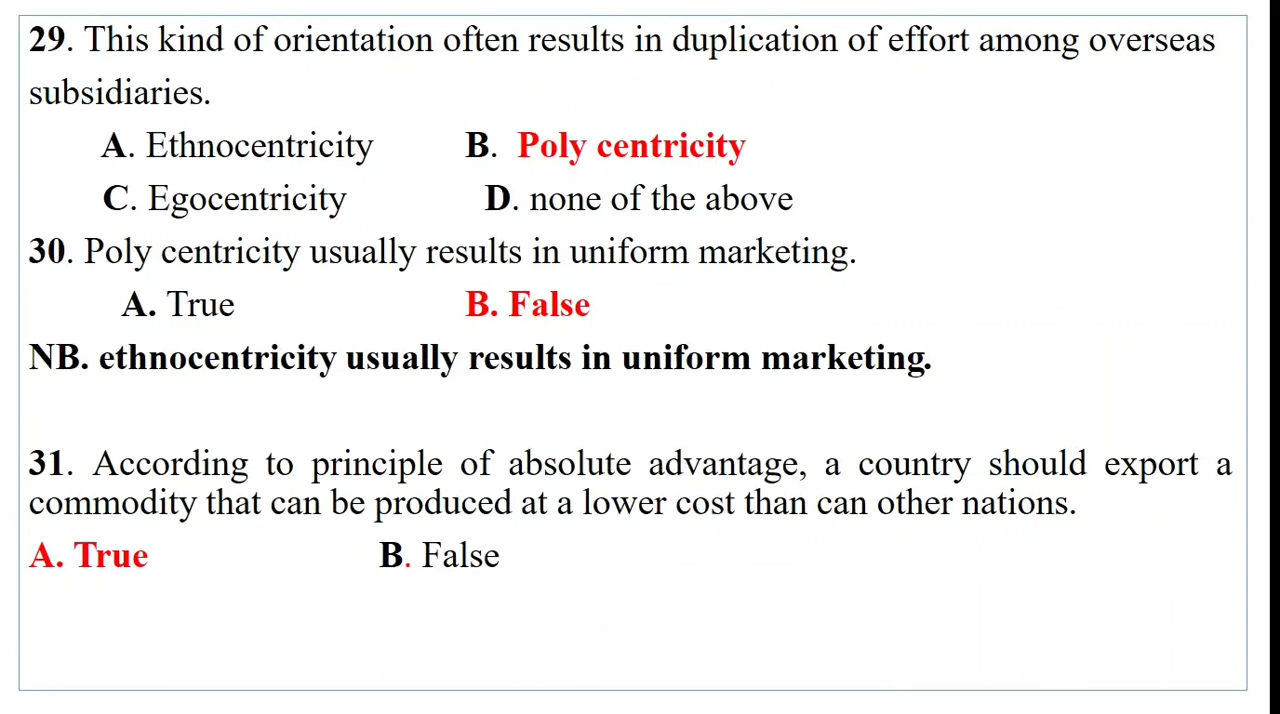 29. This kind of orientation often results in duplication of effort among overseas
subsidiaries.
A. Ethnocentricity B. Poly centricity
C. Egocentricity D. none of the above
30. Poly centricity usually results in uniform marketing.
A. True B. False
NB. ethnocentricity usually results in uniform marketing.
31. According to principle of absolute advantage, a country should export a
commodity that can be produced at a lower cost than can other nations.
A. True B. False